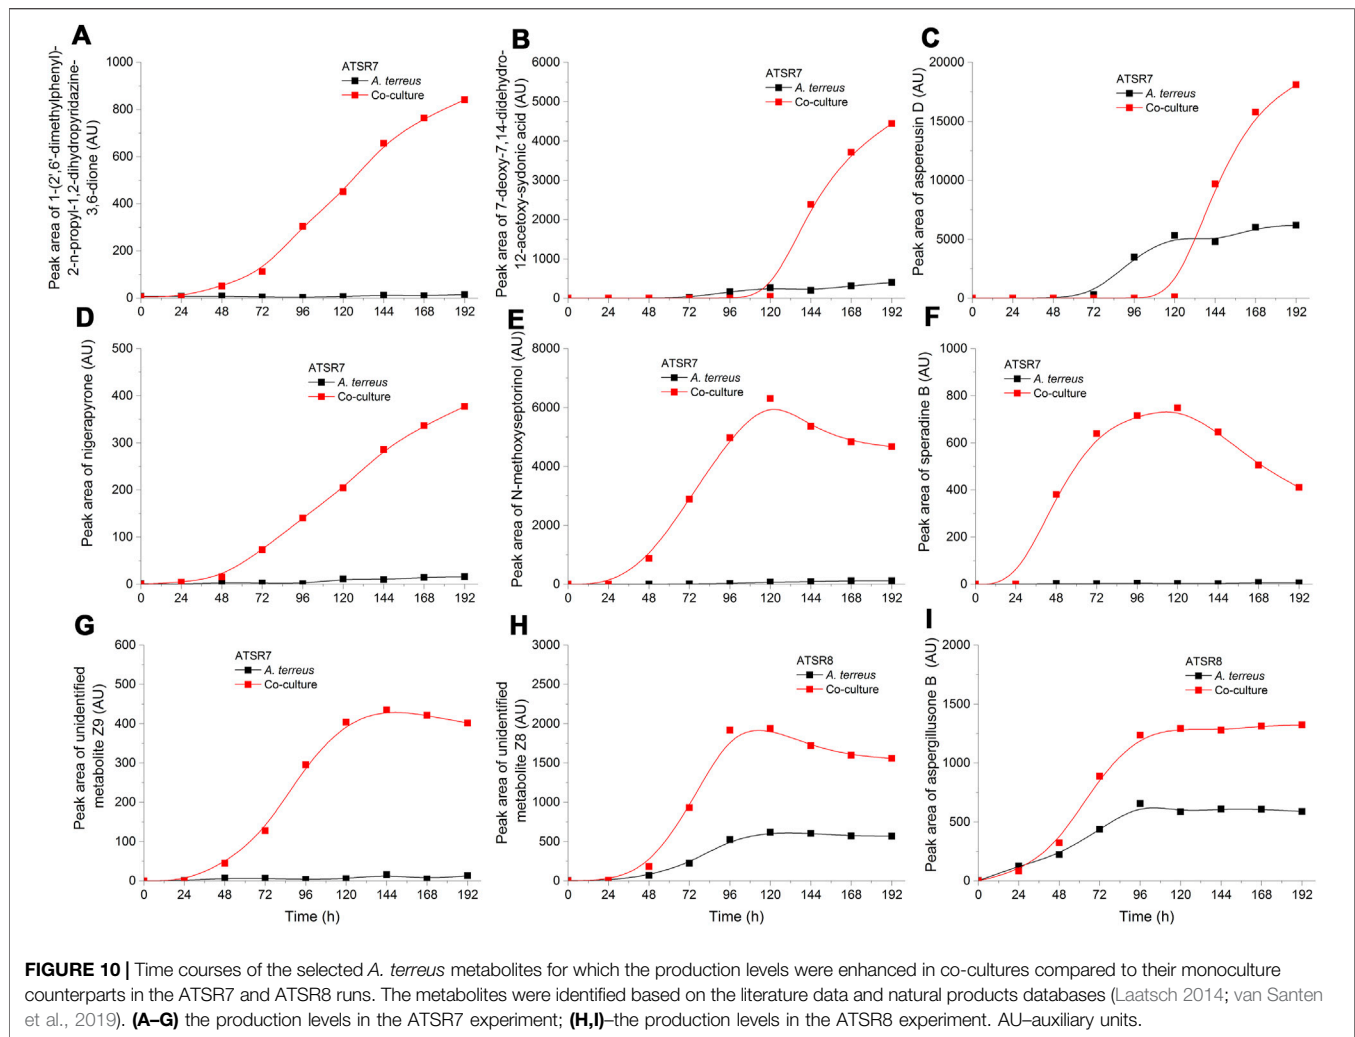 A
Peak area of 1-(2',6'-dimethylphenyl)-
2-n-propyl-1,2-dihydropyridazine-
3,6-dione (AU)
1000
800
600
400
200
0
ATSR7
A. terreus
Co-culture
0 24 48 72 96 120 144 168 192
B
Peak area of 7-deoxy-7,14-didehydro-
12-acetoxy-sydonic acid (AU)
6000
5000
4000
3000
2000
1000
0
ATSR7
A. terreus
Co-culture
0 24 48 72 96 120 144 168 192
C
Peak area of aspereusin D (AU)
20000
15000
10000
5000
0
ATSR7
A. terreus
Co-culture
0 24 48 72 96 120 144 168 192
D
Peak area of nigerapyrone (AU)
500
400
300
200
100
0
ATSR7
A. terreus
Co-culture
0 24 48 72 96 120 144 168 192
E
Peak area of N-methoxyseptorinol (AU)
8000
6000
4000
2000
0
ATSR7
A. terreus
Co-culture
0 24 48 72 96 120 144 168 192
F
Peak area of speradine B (AU)
1000
800
600
400
200
0
ATSR7
A. terreus
Co-culture
0 24 48 72 96 120 144 168 192
G
Peak area of unidentified
metabolite Z9 (AU)
600
500
400
300
200
100
0
ATSR7
A. terreus
Co-culture
0 24 48 72 96 120 144 168 192
Time (h)
H
Peak area of unidentified
metabolite Z8 (AU)
3000
2500
2000
1500
1000
500
0
ATSR8
A. terreus
Co-culture
0 24 48 72 96 120 144 168 192
Time (h)
I
Peak area of aspergillusone B (AU)
2000
1500
1000
500
0
ATSR8
A. terreus
Co-culture
0 24 48 72 96 120 144 168 192
Time (h)
FIGURE 10 | Time courses of the selected A. terreus metabolites for which the production levels were enhanced in co-cultures compared to their monoculture
counterparts in the ATSR7 and ATSR8 runs. The metabolites were identified based on the literature data and natural products databases (Laatsch 2014; van Santen
et al., 2019). (A–G) the production levels in the ATSR7 experiment; (H,I)–the production levels in the ATSR8 experiment. AU–auxiliary units.